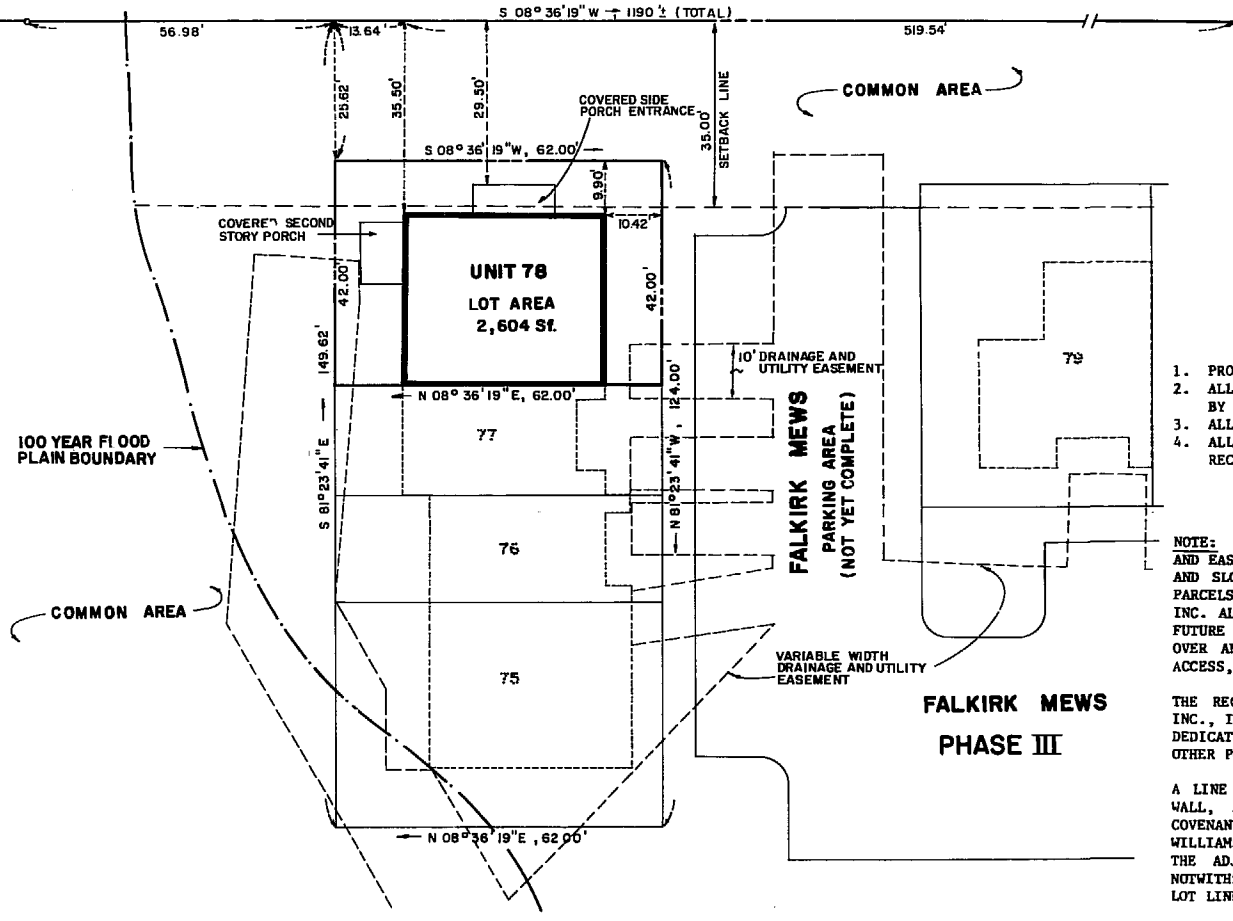 S 08° 36' 19" W → 1190' ± (TOTAL)
56.98'
13.64'
519.54'
25.62'
35.50'
29.50'
35.00'
SETBACK LINE
COVERED SIDE
PORCH ENTRANCE
COMMON AREA
S 08° 36' 19"W, 62.00'
9.90'
10.42'
COVERE SECOND
STORY PORCH
UNIT 78
LOT AREA
2,604 Sf.
42.00'
42.00'
149.62'
S 81° 23' 41" E
N 08° 36' 19"E, 62.00'
10' DRAINAGE AND
UTILITY EASEMENT
124.00'
N 81° 23' 41" W,
77
76
75
79
100 YEAR FLOOD
PLAIN BOUNDARY
COMMON AREA
FALKIRK MEWS
PARKING AREA
(NOT YET COMPLETE)
VARIABLE WIDTH
DRAINAGE AND UTILITY
EASEMENT
FALKIRK MEWS
PHASE III
N 08° 36' 19"E, 62.00'
1. PRO
2. ALL
BY
3. ALL
4. ALL
REC
NOTE:
AND EAS
AND SLO
PARCELS
INC. AL
FUTURE
OVER AN
ACCESS,
THE REC
INC., I
DEDICAT
OTHER P
A LINE
WALL,
COVENANT
WILLIAM
THE ADJ
NOTWITH
LOT LIN